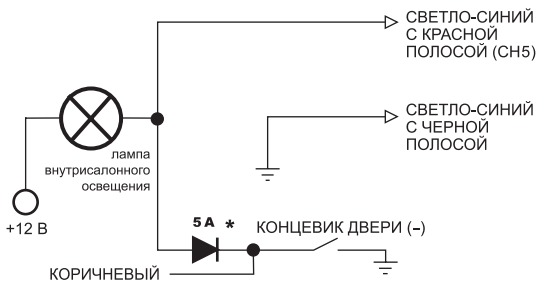 СВЕТЛО-СИНИЙ
С КРАСНОЙ
ПОЛОСОЙ (CH5)
СВЕТЛО-СИНИЙ
С ЧЕРНОЙ
ПОЛОСОЙ
лампа
внутрисалонного
освещения
+12 В
5 А *
КОНЦЕВИК ДВЕРИ (–)
КОРИЧНЕВЫЙ